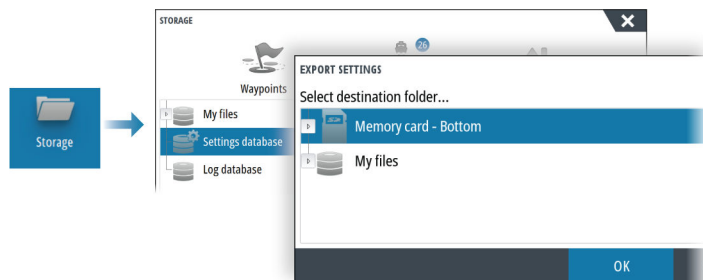 Storage
STORAGE
26
Waypoints
My files
Settings database
Log database
EXPORT SETTINGS
Select destination folder...
Memory card - Bottom
My files
OK